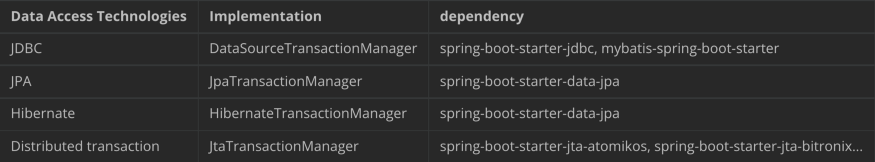 Data Access Technologies Implementation dependency
JDBC DataSourceTransactionManager spring-boot-starter-jdbc, mybatis-spring-boot-starter
JPA JpaTransactionManager spring-boot-starter-data-jpa
Hibernate HibernateTransactionManager spring-boot-starter-data-jpa
Distributed transaction JtaTransactionManager spring-boot-starter-jta-atomikos, spring-boot-starter-jta-bitronix...